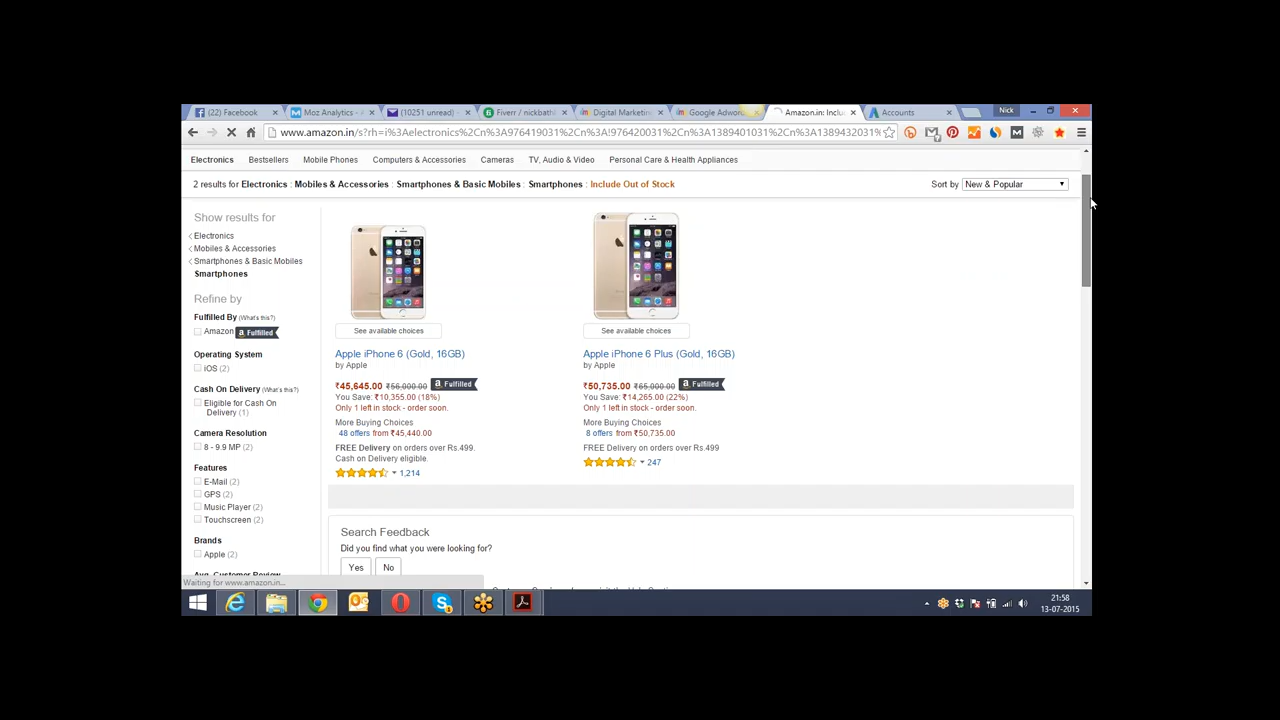 (22) Facebook
Moz Analytics -
(10251 unread)
Fiverr / nickbathl
Digital Marketin
Google Adword
Amazon.in: Inclu
Accounts
Nick
www.amazon.in/s?rh=n%3Aelectronics%2Cn%3A!976419031%2Cn%3A!976420031%2Cn%3A1389401031%2Cn%3A1389432031%
Electronics Bestsellers Mobile Phones Computers & Accessories Cameras TV, Audio & Video Personal Care & Health Appliances
2 results for Electronics : Mobiles & Accessories : Smartphones & Basic Mobiles : Smartphones : Include Out of Stock
Sort by New & Popular
Show results for
Electronics
Mobiles & Accessories
Smartphones & Basic Mobiles
Smartphones
Refine by
Fulfilled By (What's this?)
Amazon a Fulfilled
Operating System
iOS (2)
Cash On Delivery (What's this?)
Eligible for Cash On
Delivery (1)
Camera Resolution
8 - 9.9 MP (2)
Features
E-Mail (2)
GPS (2)
Music Player (2)
Touchscreen (2)
Brands
Apple (2)
Avg. Customer Review
See available choices
Apple iPhone 6 (Gold, 16GB)
by Apple
₹45,645.00 ₹56,000.00 a Fulfilled
You Save: ₹10,355.00 (18%)
Only 1 left in stock - order soon.
More Buying Choices
48 offers from ₹45,440.00
FREE Delivery on orders over Rs.499.
Cash on Delivery eligible.
1,214
See available choices
Apple iPhone 6 Plus (Gold, 16GB)
by Apple
₹50,735.00 ₹65,000.00 a Fulfilled
You Save: ₹14,265.00 (22%)
Only 1 left in stock - order soon.
More Buying Choices
8 offers from ₹50,735.00
FREE Delivery on orders over Rs.499
247
Search Feedback
Did you find what you were looking for?
Yes No
Waiting for www.amazon.in...
21:58
13-07-2015